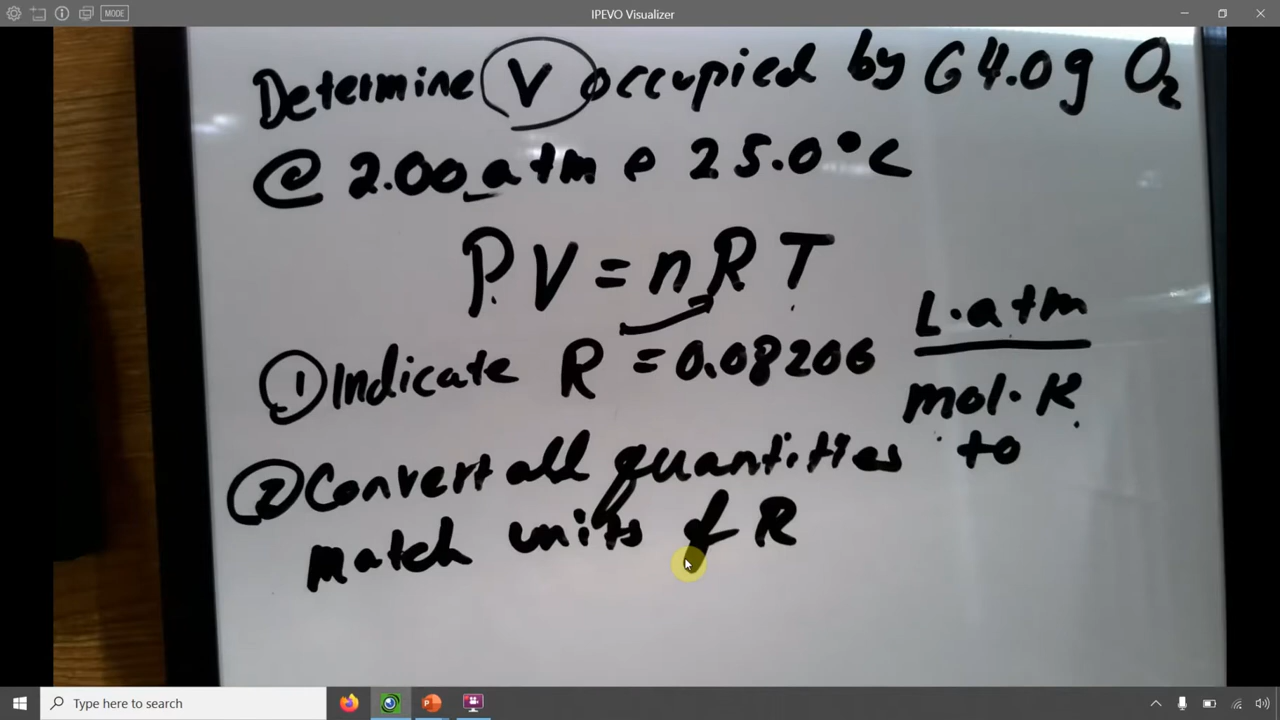 MODE
IPEVO Visualizer
Determine V occupied by 64.0g O2
@ 2.00 atm e 25.0°C
PV = nRT
① Indicate R = 0.08206 L·atm
mol·K
② Convert all quantities to
match units of R
Type here to search